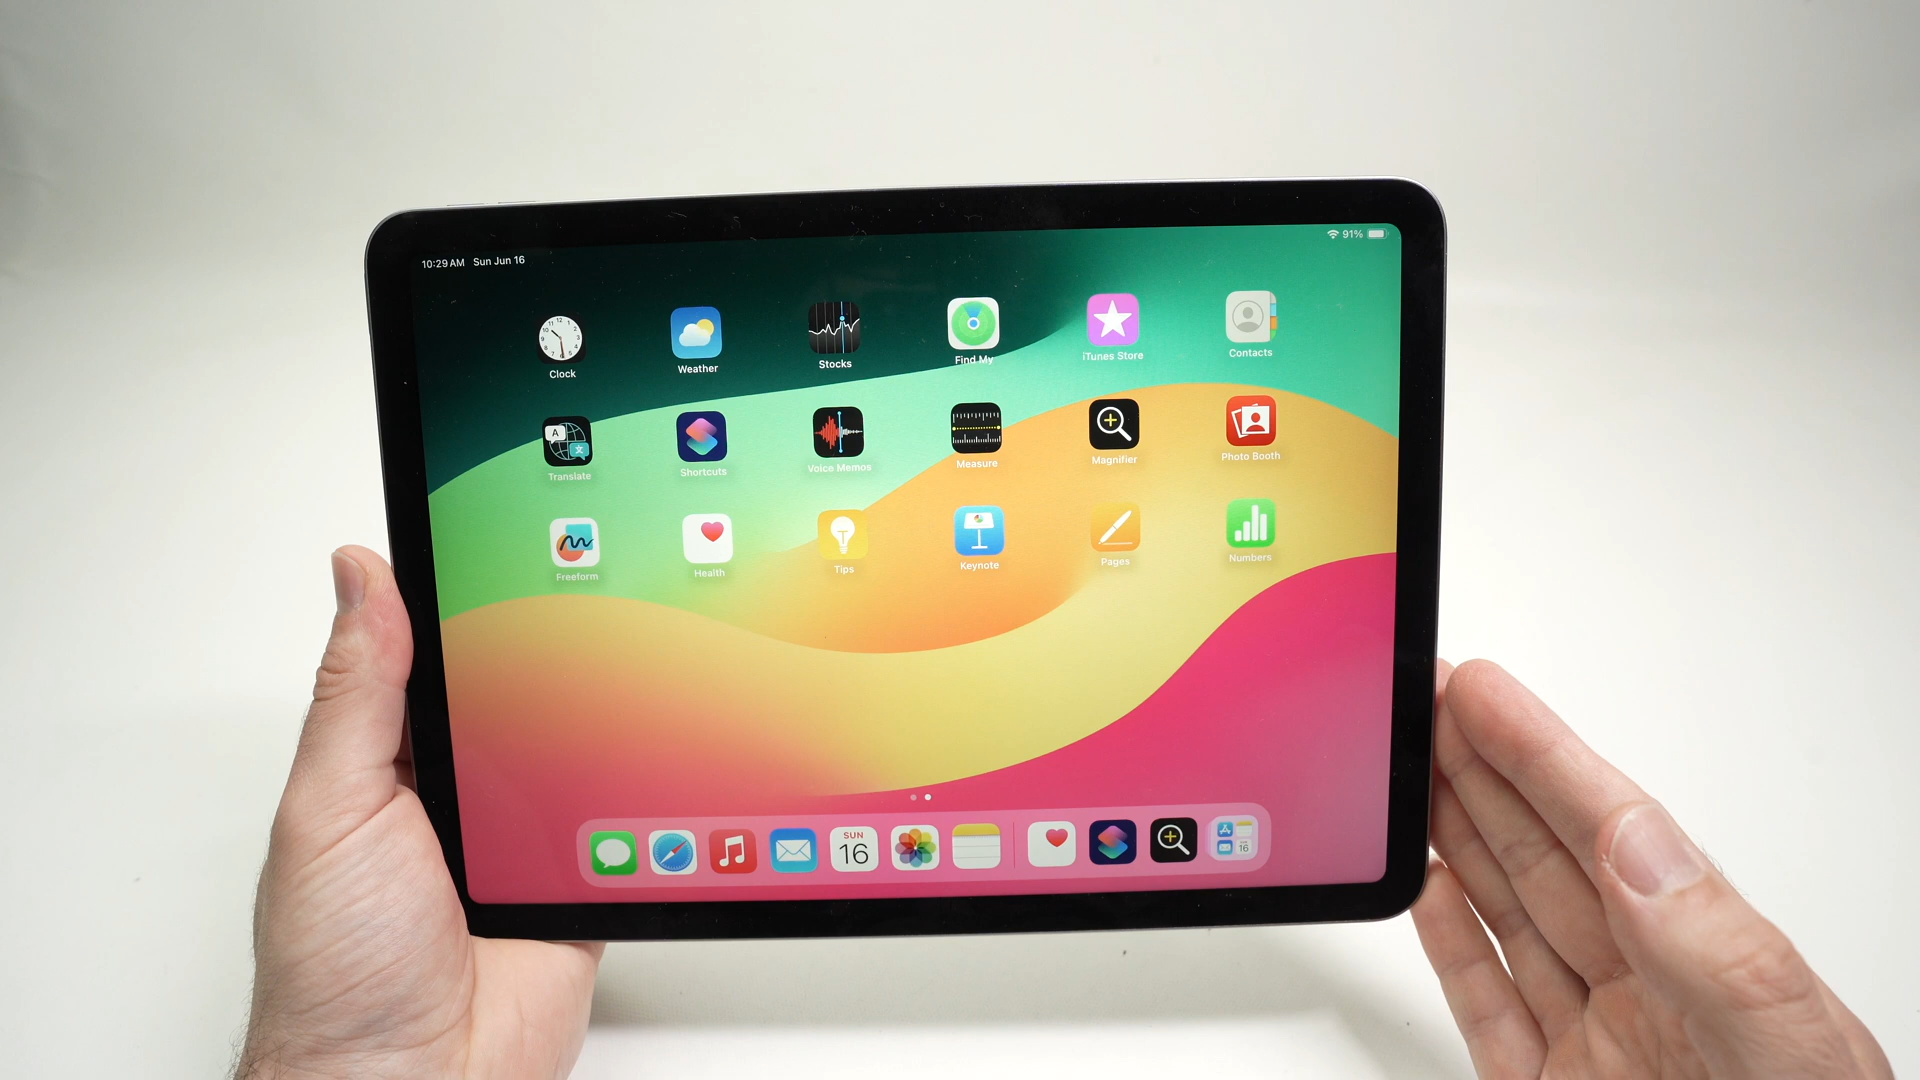 10:29 AM Sun Jun 16
91%
Clock
Weather
Stocks
Find My
iTunes Store
Contacts
Translate
Shortcuts
Voice Memos
Measure
Magnifier
Photo Booth
Freeform
Health
Tips
Keynote
Pages
Numbers
SUN
16